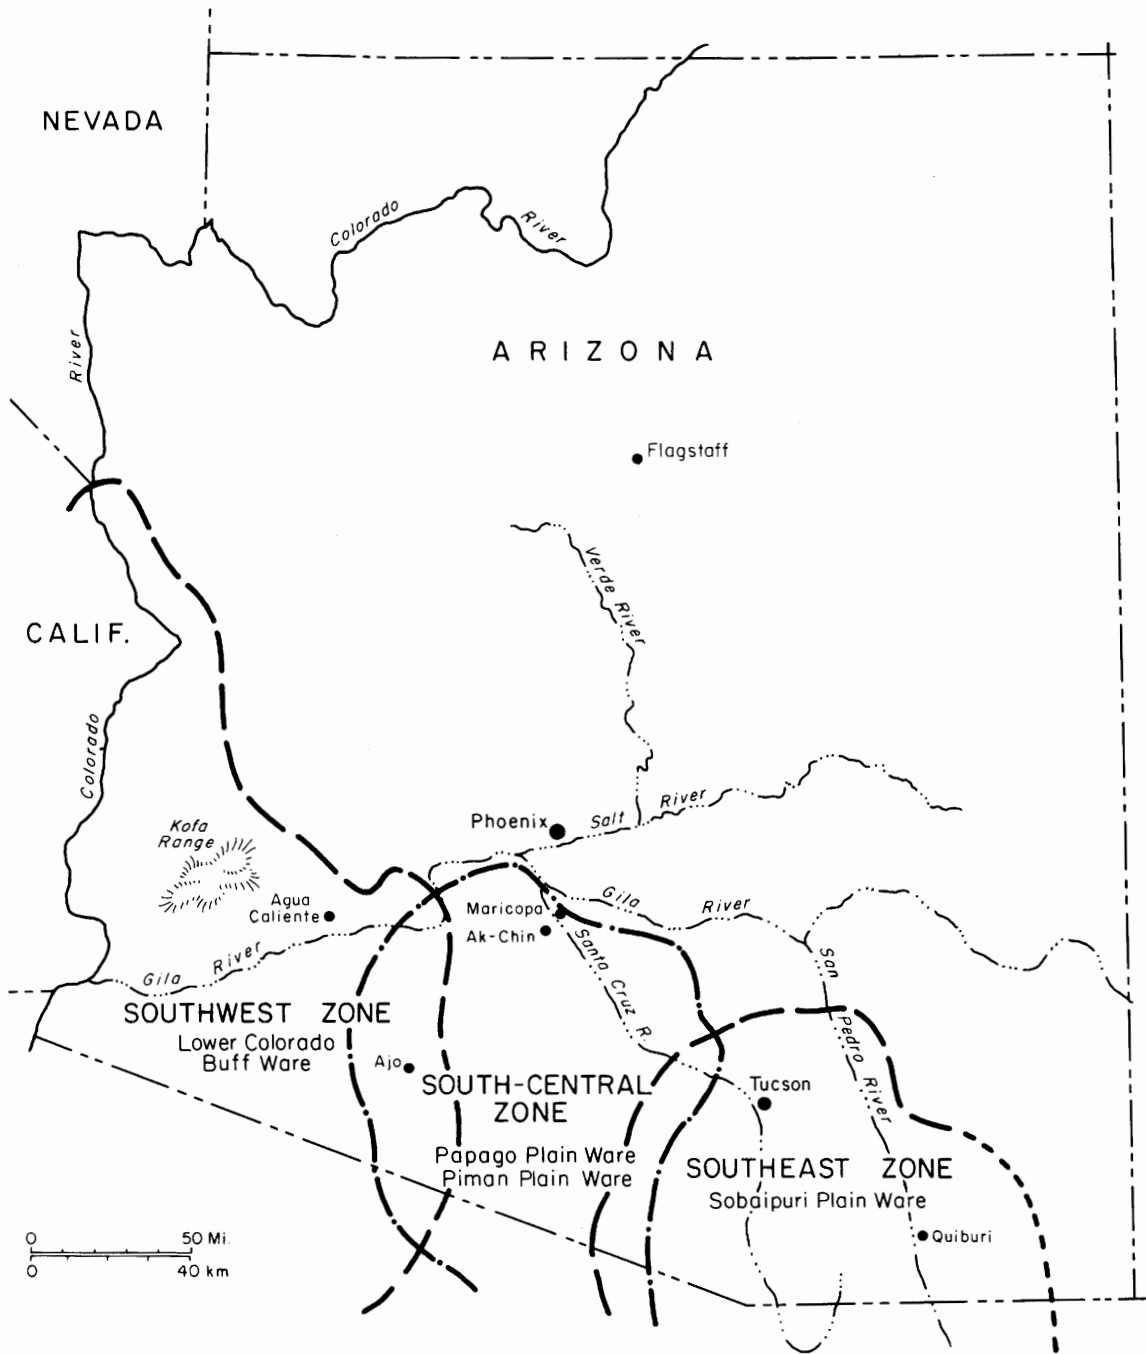 NEVADA
Colorado
River
River
ARIZONA
Flagstaff
Verde River
CALIF.
Colorado
Kofa
Range
Phoenix
Salt
River
Agua
Caliente
Maricopa
Ak-Chin
Gila
River
Santa Cruz R.
San
Pedro River
Gila
River
SOUTHWEST ZONE
Lower Colorado
Buff Ware
Ajo
SOUTH-CENTRAL
ZONE
Papago Plain Ware
Piman Plain Ware
Tucson
SOUTHEAST ZONE
Sobaipuri Plain Ware
Quiburi
0 50 Mi.
0 40 km